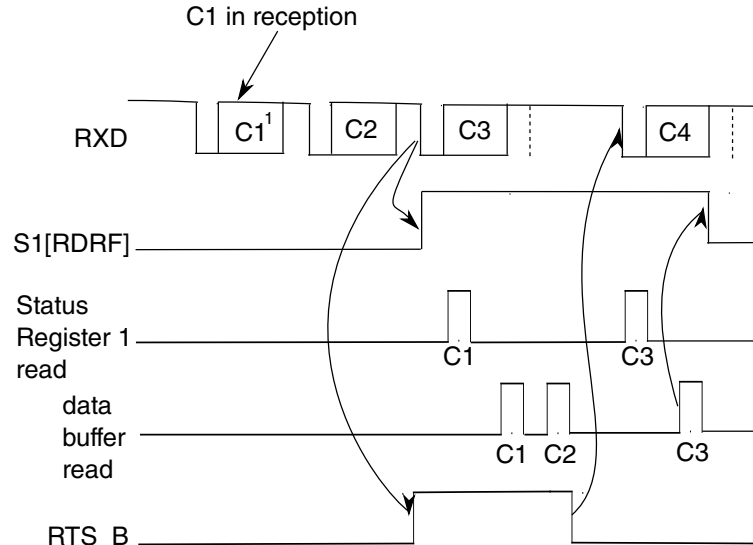 C1 in reception
RXD
C1 1
C2
C3
C4
S1[RDRF]
Status
Register 1
read
C1
C3
data
buffer
read
C1
C2
C3
RTS_B